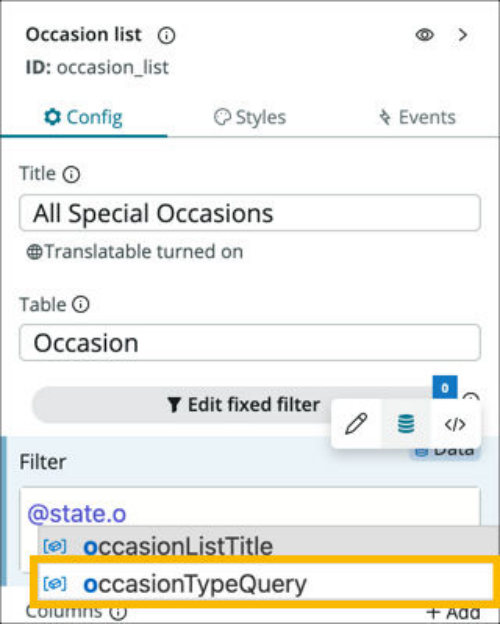 Occasion list
ID: occasion_list
Config Styles Events
Title
All Special Occasions
Translatable turned on
Table
Occasion
0
Edit fixed filter
</>
Data
Filter
@state.o
occasionListTitle
occasionTypeQuery
Columns + Add